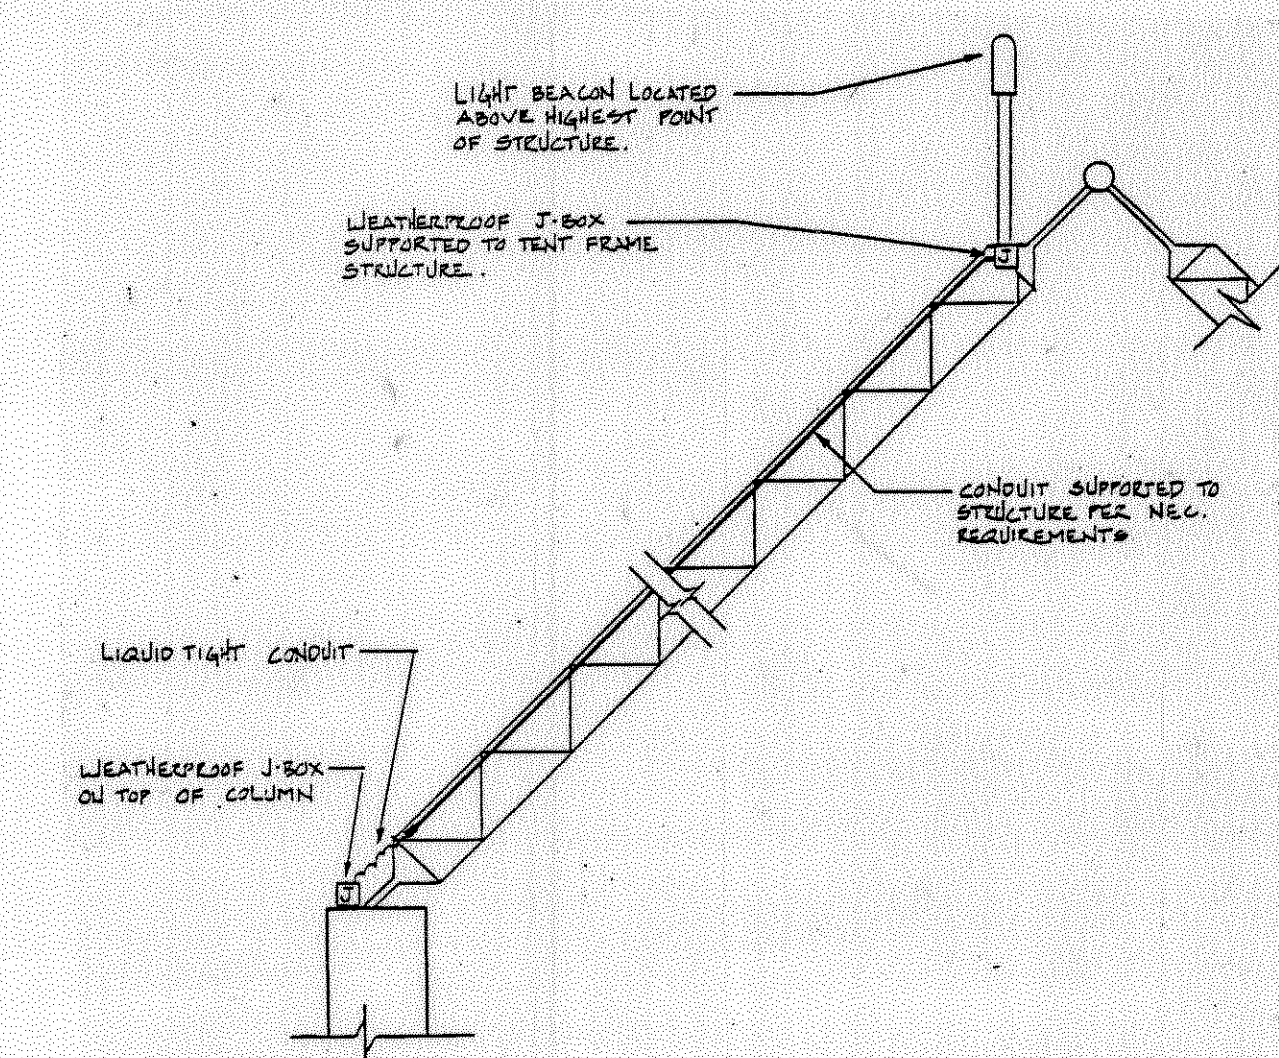 LIGHT BEACON LOCATED
ABOVE HIGHEST POINT
OF STRUCTURE.
WEATHERPROOF J-BOX
SUPPORTED TO TENT FRAME
STRUCTURE.
J
CONDUIT SUPPORTED TO
STRUCTURE PER NEC.
REQUIREMENTS
LIQUID TIGHT CONDUIT
WEATHERPROOF J-BOX
ON TOP OF COLUMN
J